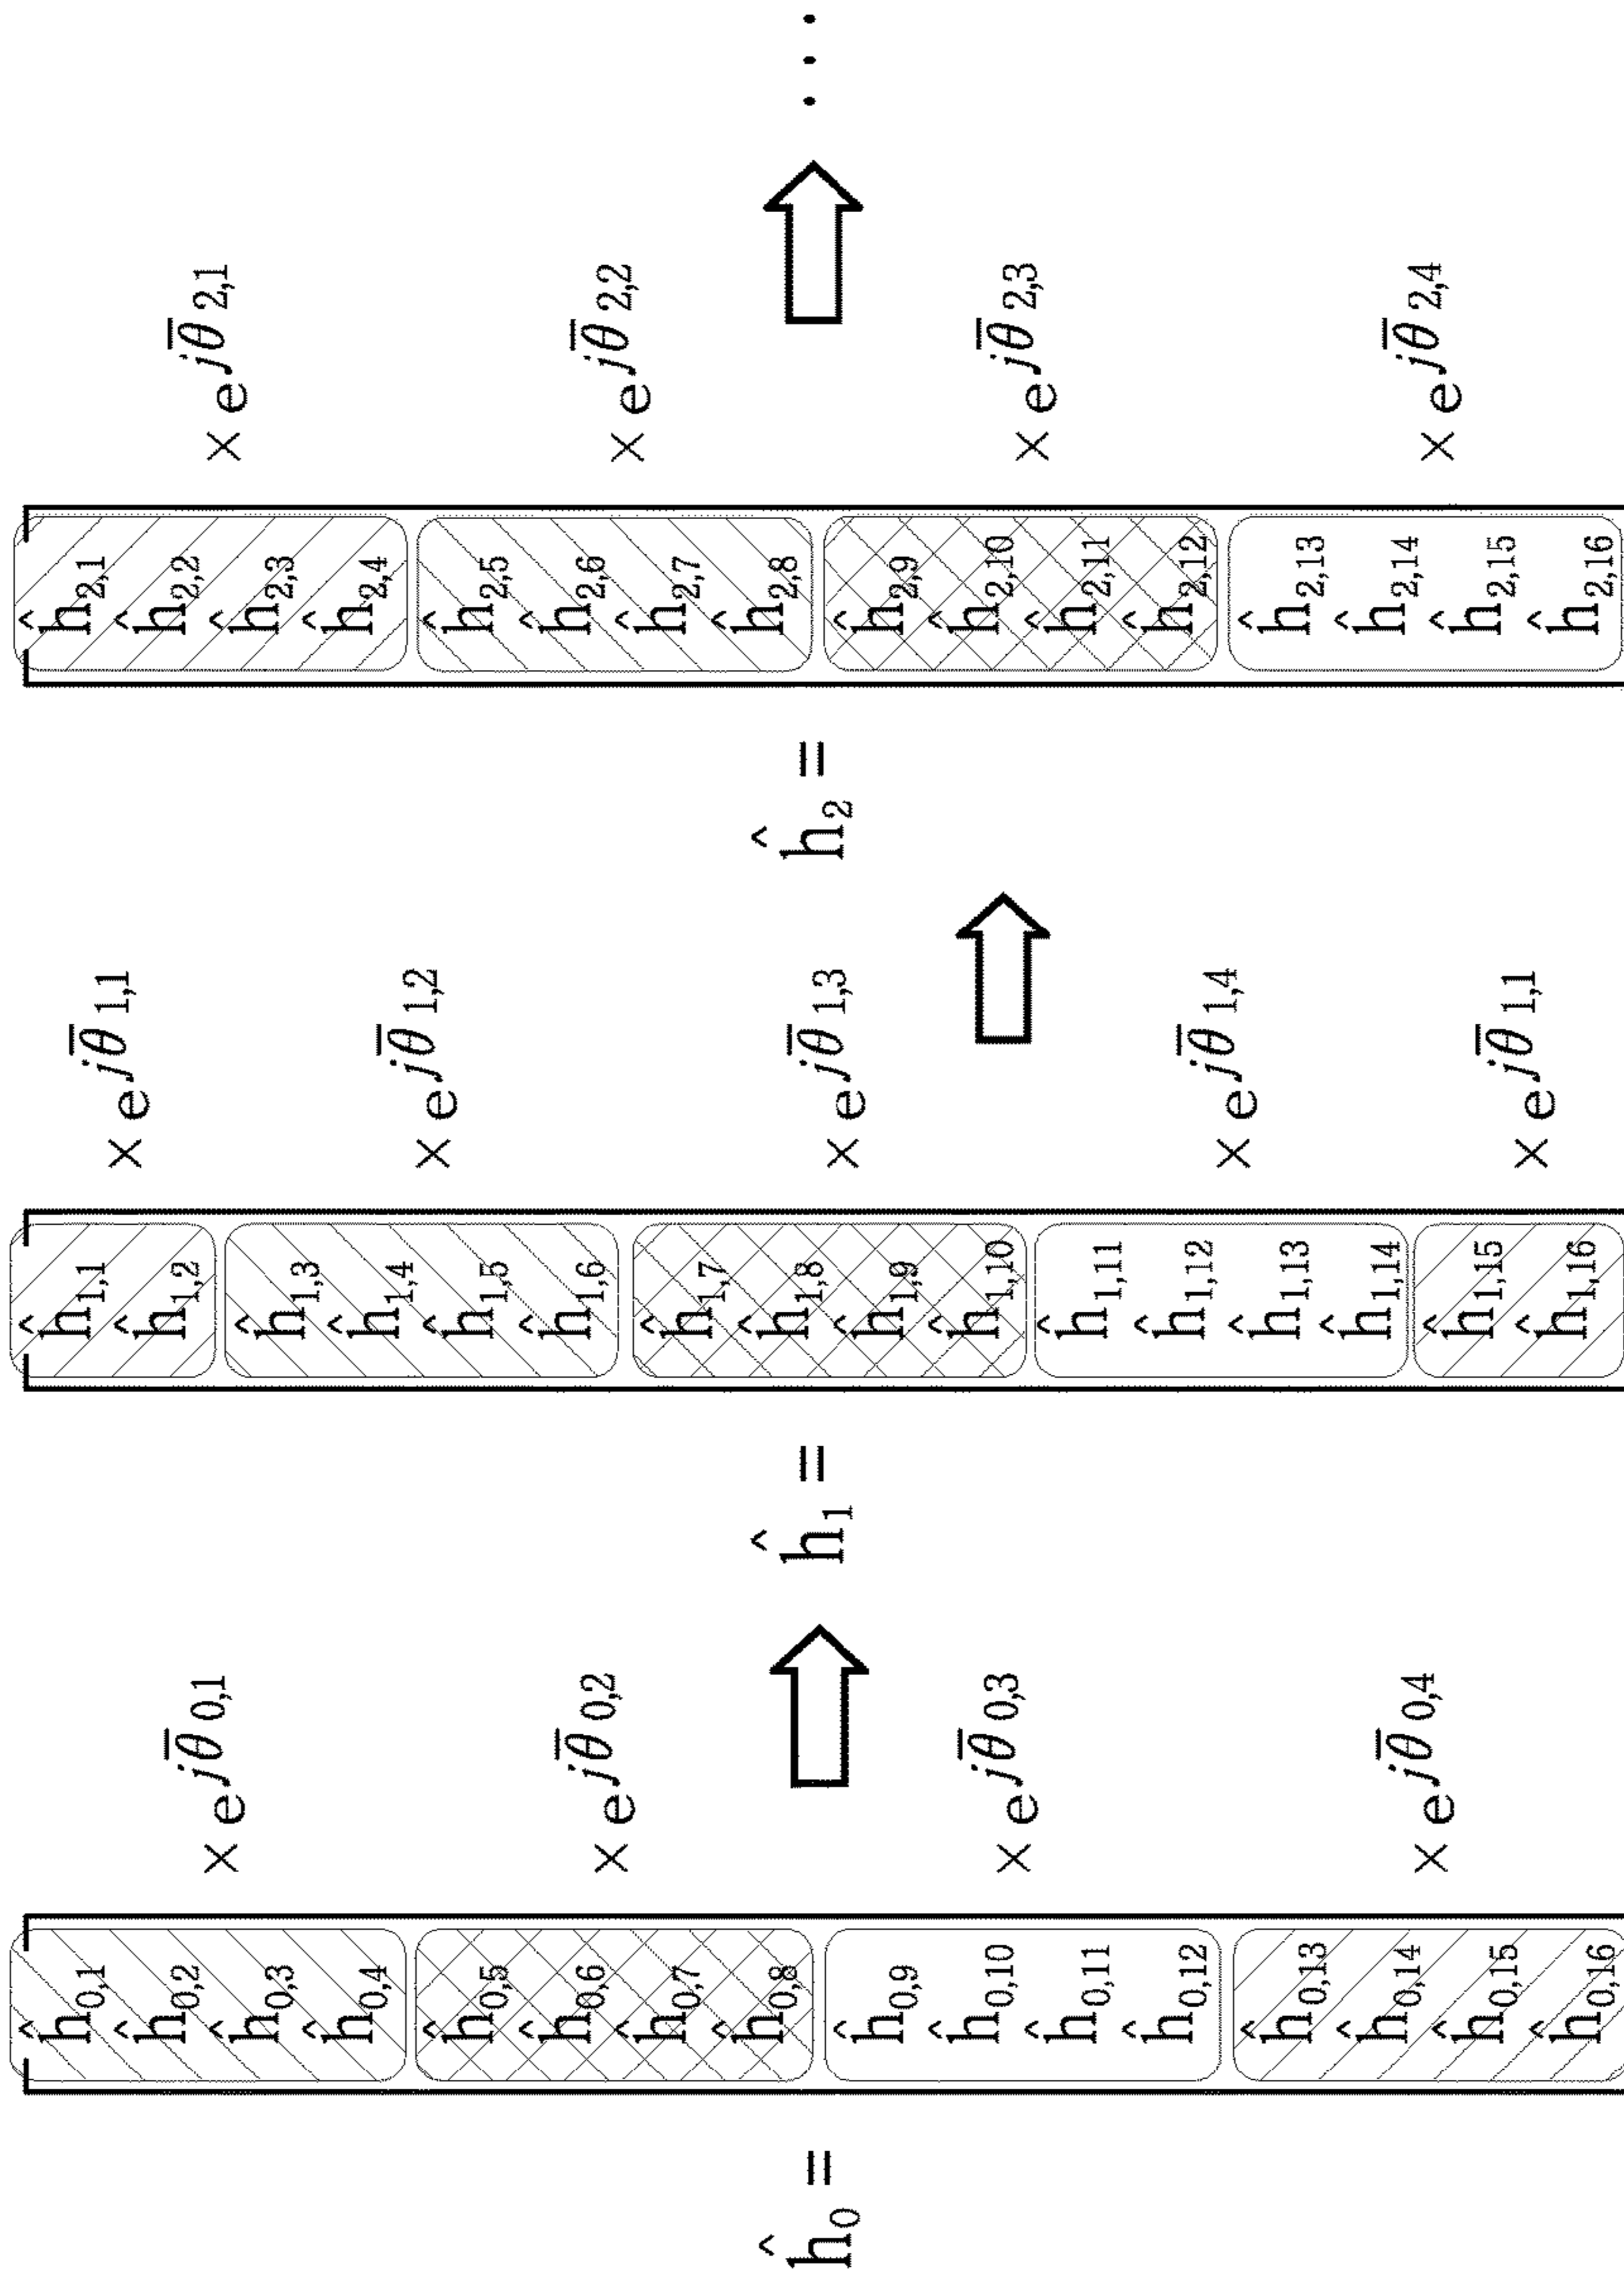 ĥ₀ =
ĥ₀,₁
ĥ₀,₂
ĥ₀,₃
ĥ₀,₄
× e^{jθ̅₀,₁}
ĥ₀,₅
ĥ₀,₆
ĥ₀,₇
ĥ₀,₈
× e^{jθ̅₀,₂}
ĥ₀,₉
ĥ₀,₁₀
ĥ₀,₁₁
ĥ₀,₁₂
× e^{jθ̅₀,₃}
ĥ₀,₁₃
ĥ₀,₁₄
ĥ₀,₁₅
ĥ₀,₁₆
× e^{jθ̅₀,₄}
ĥ₁ =
ĥ₁,₁
ĥ₁,₂
× e^{jθ̅₁,₁}
ĥ₁,₃
ĥ₁,₄
ĥ₁,₅
ĥ₁,₆
× e^{jθ̅₁,₂}
ĥ₁,₇
ĥ₁,₈
ĥ₁,₉
ĥ₁,₁₀
× e^{jθ̅₁,₃}
ĥ₁,₁₁
ĥ₁,₁₂
ĥ₁,₁₃
ĥ₁,₁₄
× e^{jθ̅₁,₄}
ĥ₁,₁₅
ĥ₁,₁₆
× e^{jθ̅₁,₁}
ĥ₂ =
ĥ₂,₁
ĥ₂,₂
ĥ₂,₃
ĥ₂,₄
× e^{jθ̅₂,₁}
ĥ₂,₅
ĥ₂,₆
ĥ₂,₇
ĥ₂,₈
× e^{jθ̅₂,₂}
ĥ₂,₉
ĥ₂,₁₀
ĥ₂,₁₁
ĥ₂,₁₂
× e^{jθ̅₂,₃}
ĥ₂,₁₃
ĥ₂,₁₄
ĥ₂,₁₅
ĥ₂,₁₆
× e^{jθ̅₂,₄}
· · ·